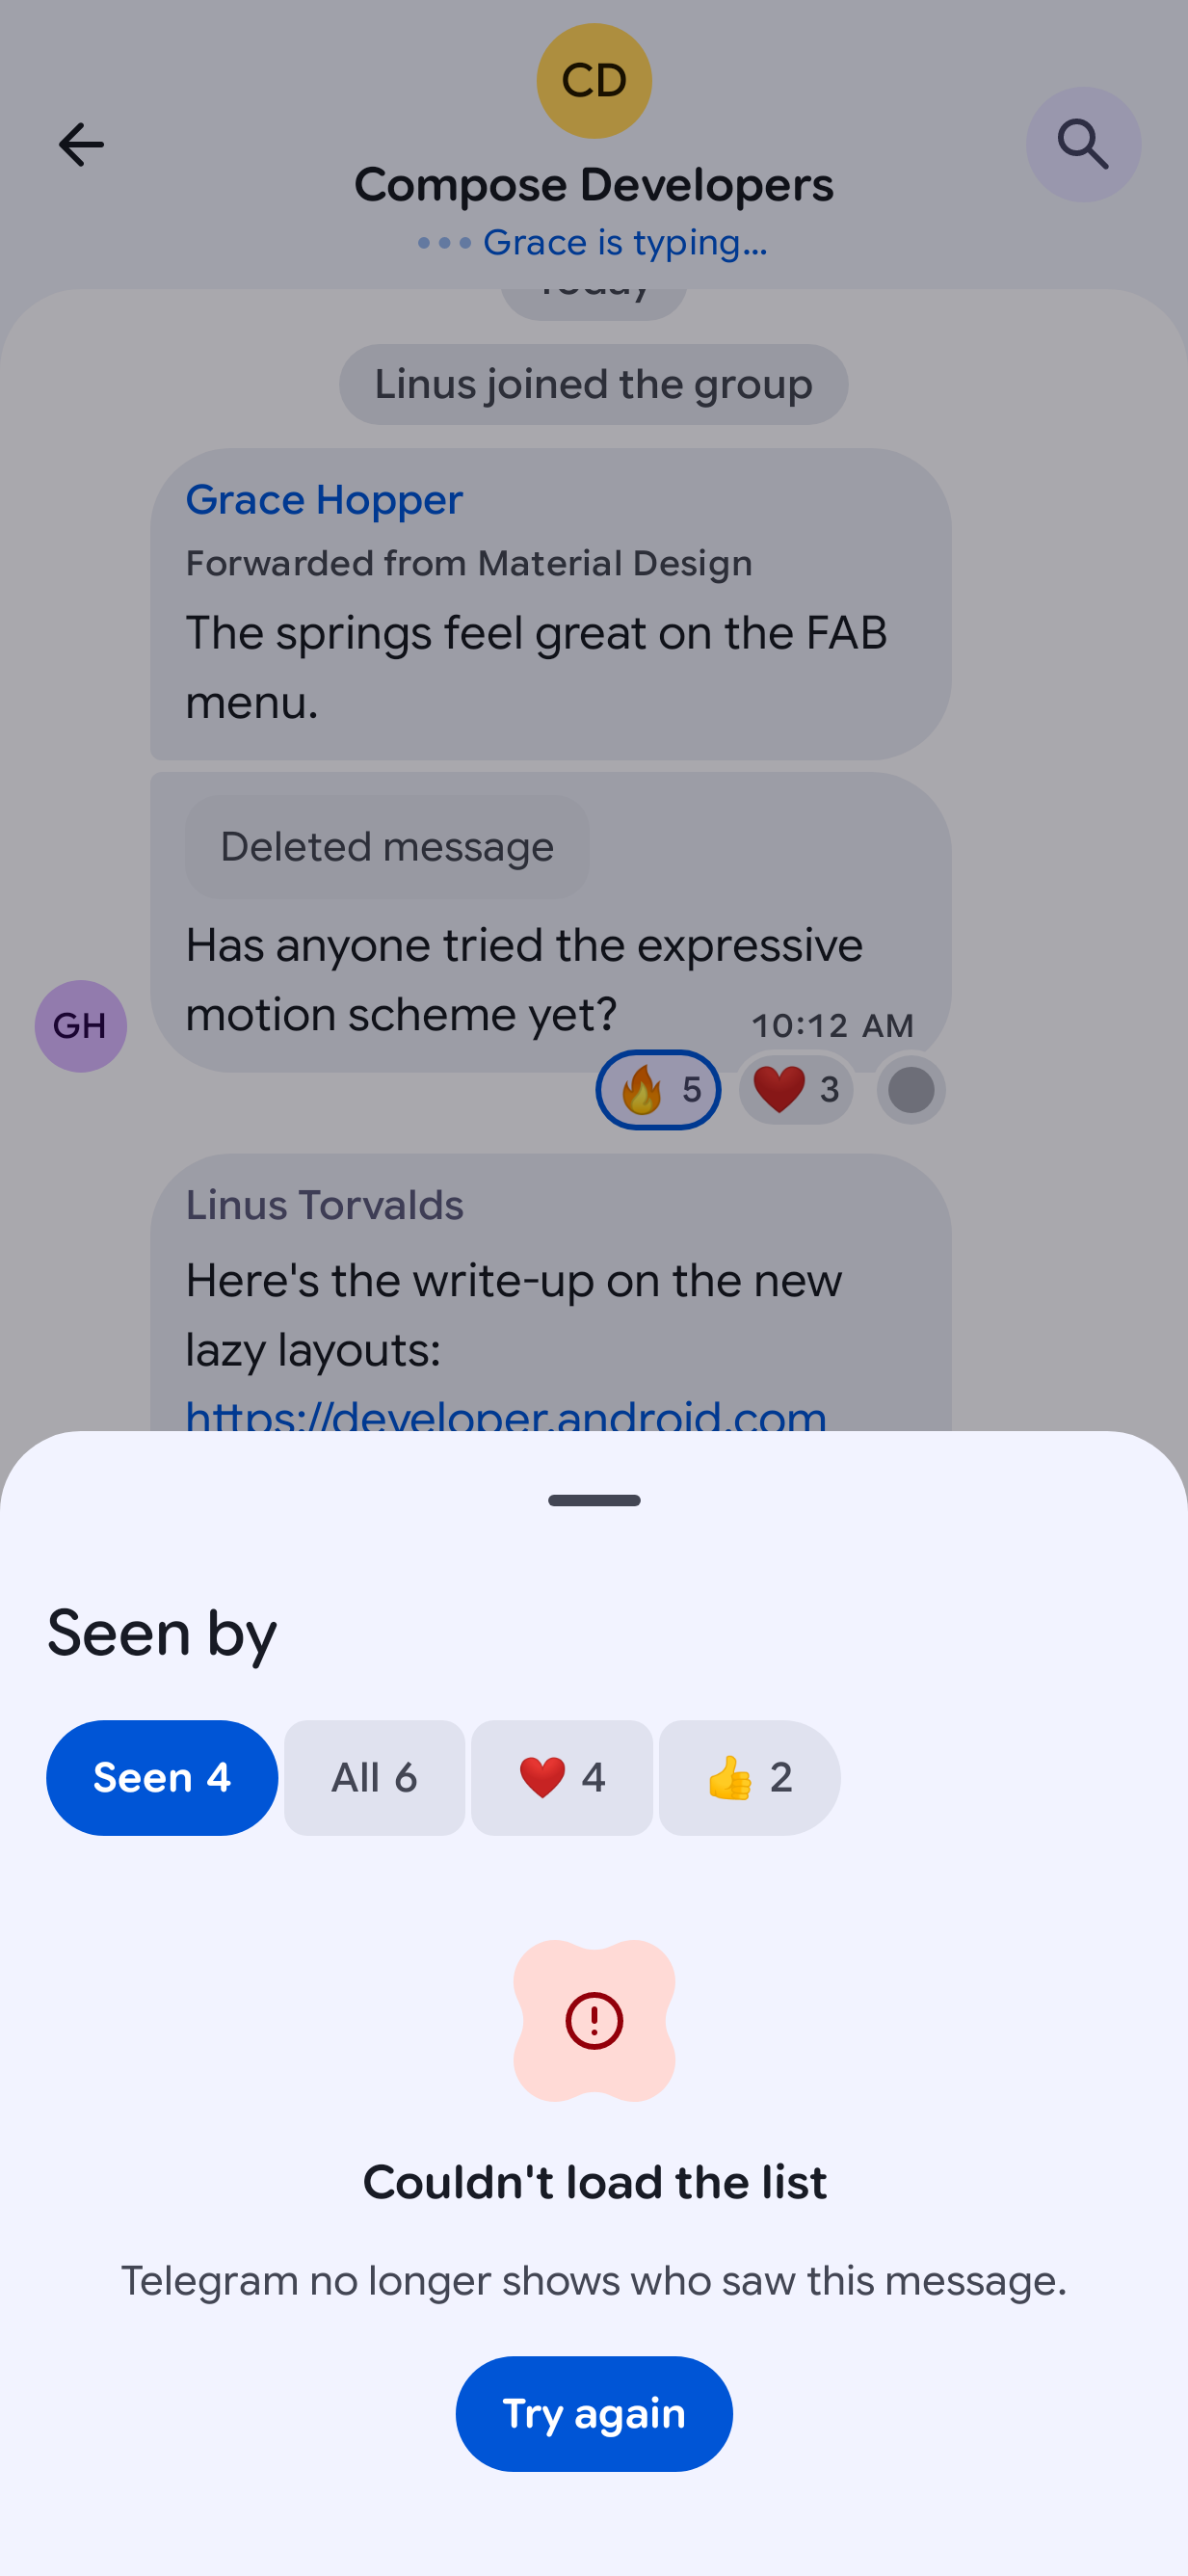 CD
Compose Developers
Grace is typing...
Today
Linus joined the group
Grace Hopper
Forwarded from Material Design
The springs feel great on the FAB
menu.
Deleted message
Has anyone tried the expressive
motion scheme yet?
10:12 AM
GH
🔥 5 ❤️ 3
Linus Torvalds
Here's the write-up on the new
lazy layouts:
https://developer.android.com
Seen by
Seen 4 All 6 ❤️ 4 👍 2
Couldn't load the list
Telegram no longer shows who saw this message.
Try again